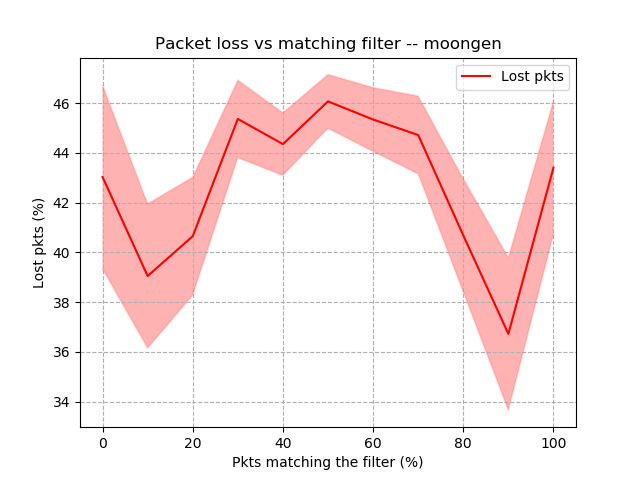 Packet loss vs matching filter -- moongen
Lost pkts
46
44
42
40
38
36
34
Lost pkts (%)
0 20 40 60 80 100
Pkts matching the filter (%)